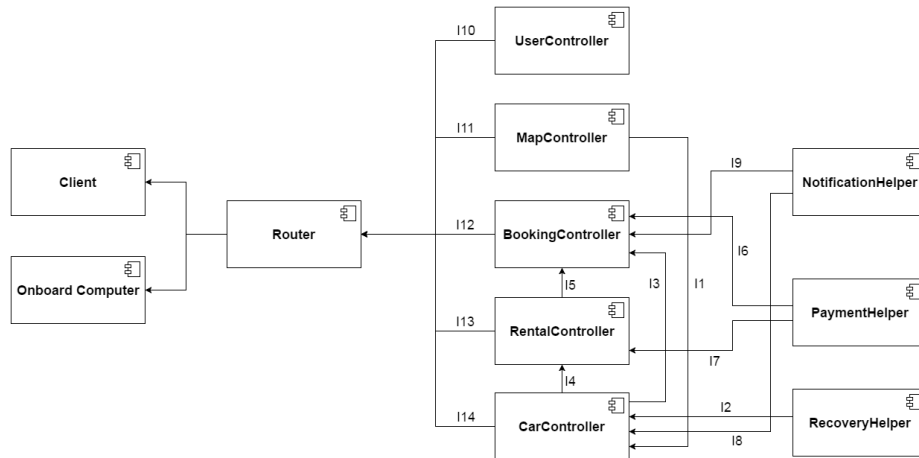 I10
UserController
I11
MapController
Client
I9
NotificationHelper
Router
I12
BookingController
I6
Onboard Computer
I5
I3
I1
PaymentHelper
I13
RentalController
I7
I4
I14
CarController
I2
I8
RecoveryHelper